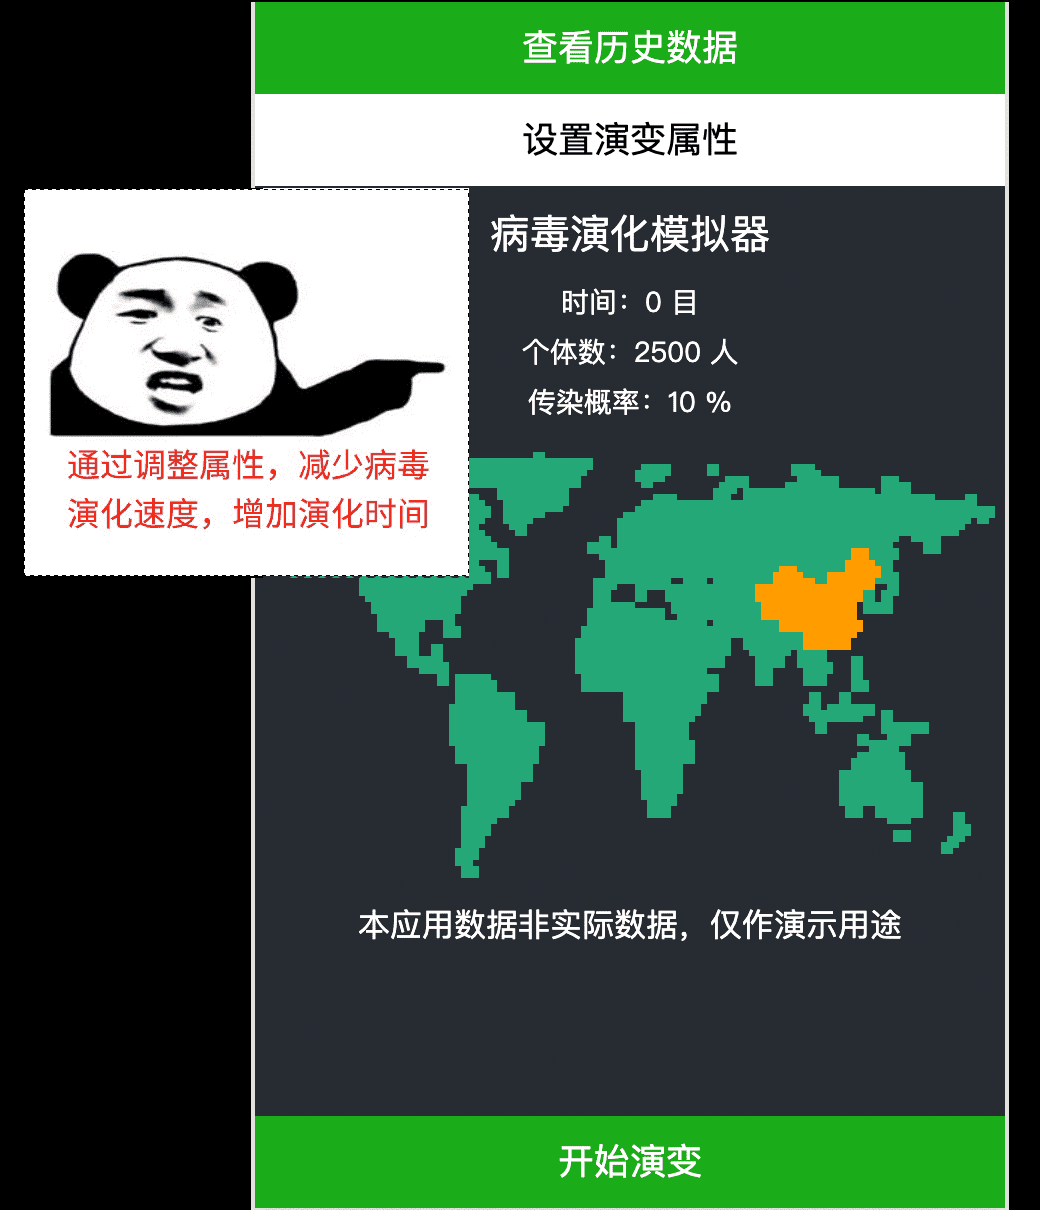 查看历史数据
设置演变属性
病毒演化模拟器
时间：0 目
个体数：2500 人
传染概率：10 %
通过调整属性，减少病毒
演化速度，增加演化时间
本应用数据非实际数据，仅作演示用途
开始演变